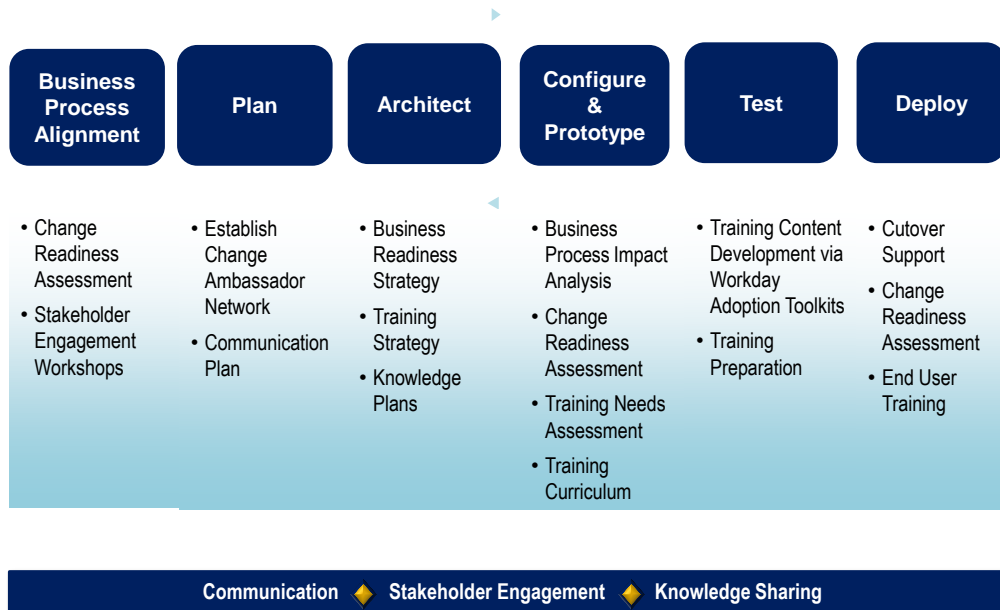 Business
Process
Alignment
Plan
Architect
Configure
&
Prototype
Test
Deploy
• Change
Readiness
Assessment
• Stakeholder
Engagement
Workshops
• Establish
Change
Ambassador
Network
• Communication
Plan
• Business
Readiness
Strategy
• Training
Strategy
• Knowledge
Plans
• Business
Process Impact
Analysis
• Change
Readiness
Assessment
• Training Needs
Assessment
• Training
Curriculum
• Training Content
Development via
Workday
Adoption Toolkits
• Training
Preparation
• Cutover
Support
• Change
Readiness
Assessment
• End User
Training
Communication Stakeholder Engagement Knowledge Sharing